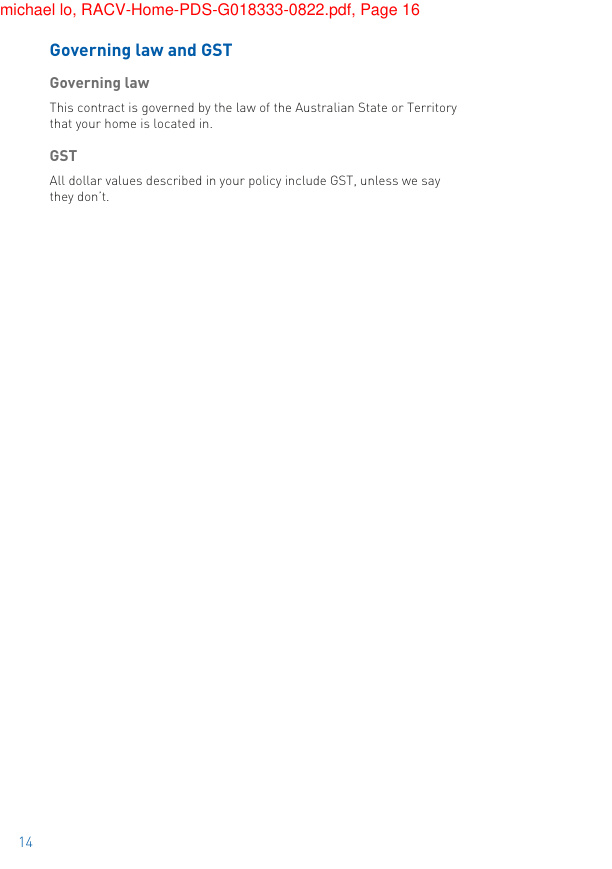 michael lo, RACV-Home-PDS-G018333-0822.pdf, Page 16
Governing law and GST
Governing law
This contract is governed by the law of the Australian State or Territory
that your home is located in.
GST
All dollar values described in your policy include GST, unless we say
they don't.
14